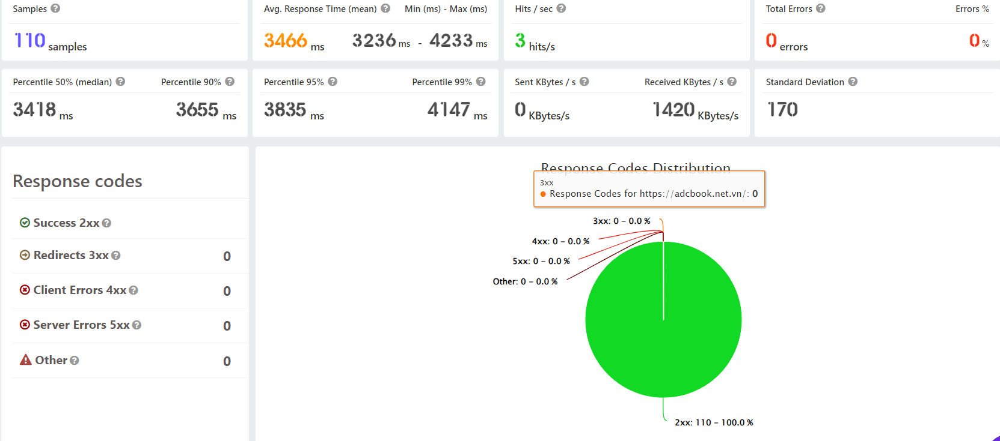 Samples
110 samples
Avg. Response Time (mean) Min (ms) - Max (ms)
3466 ms 3236 ms - 4233 ms
Hits / sec
3 hits/s
Total Errors Errors %
0 errors 0 %
Percentile 50% (median) Percentile 90%
3418 ms 3655 ms
Percentile 95% Percentile 99%
3835 ms 4147 ms
Sent KBytes / s Received KBytes / s
0 KBytes/s 1420 KBytes/s
Standard Deviation
170
Response codes
Success 2xx
Redirects 3xx 0
Client Errors 4xx 0
Server Errors 5xx 0
Other 0
Response Codes Distribution
3xx
Response Codes for https://adcbook.net.vn/: 0
3xx: 0 – 0.0 %
4xx: 0 – 0.0 %
5xx: 0 – 0.0 %
Other: 0 – 0.0 %
2xx: 110 – 100.0 %